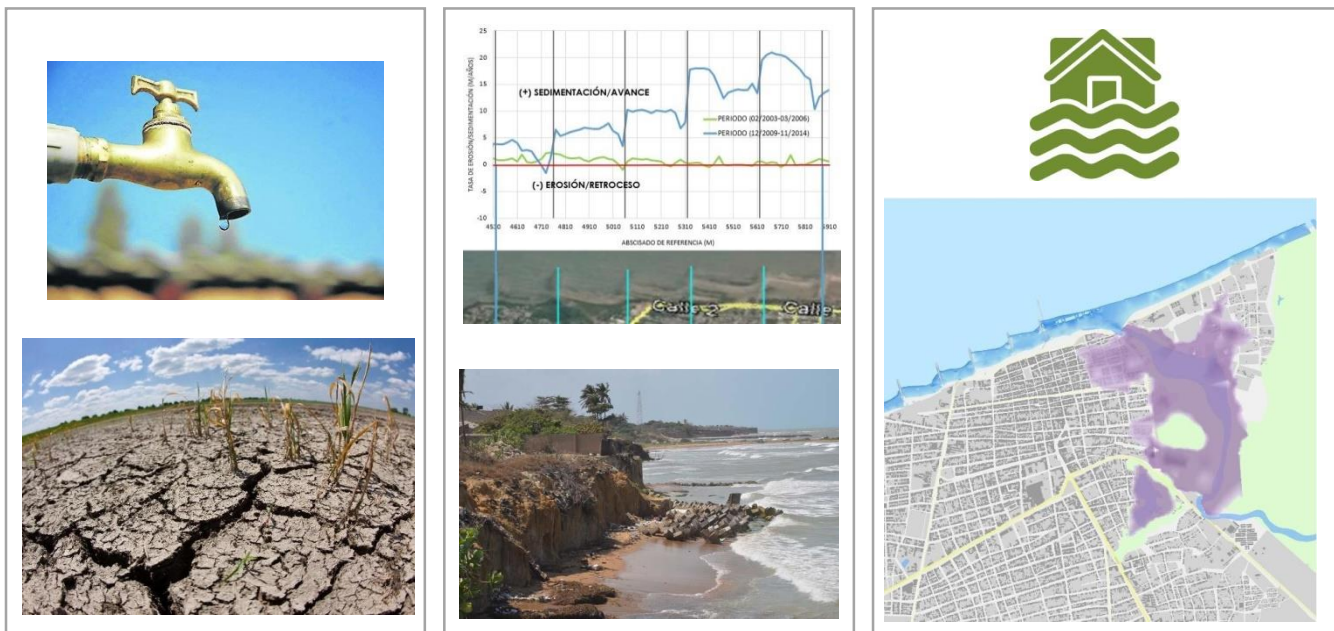 25
20
15
10
5
0
-5
-10
TASA DE EROSIÓN/SEDIMENTACIÓN (M/AÑOS)
(+) SEDIMENTACIÓN/AVANCE
PERIODO (02/2003-03/2006)
PERIODO (12/2009-11/2014)
(-) EROSIÓN/RETROCESO
4510 4610 4710 4810 4910 5010 5110 5210 5310 5410 5510 5610 5710 5810 5910
ABSCISADO DE REFERENCIA (M)
Calle 2 Calle